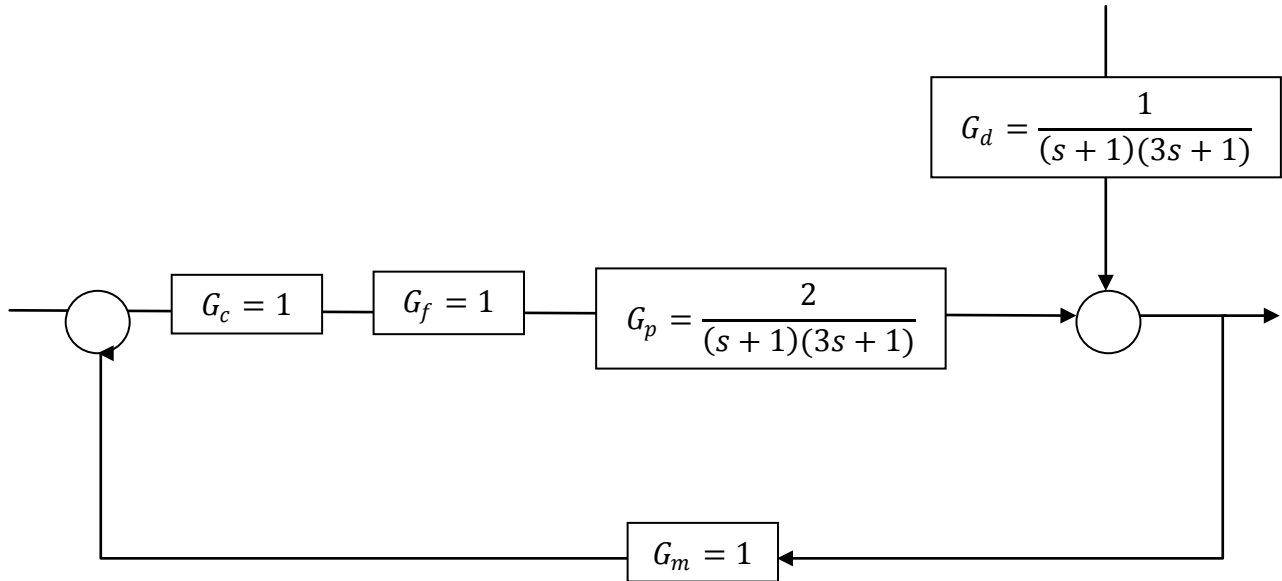 G_d = 1/((s + 1)(3s + 1))
G_c = 1
G_f = 1
G_p = 2/((s + 1)(3s + 1))
G_m = 1